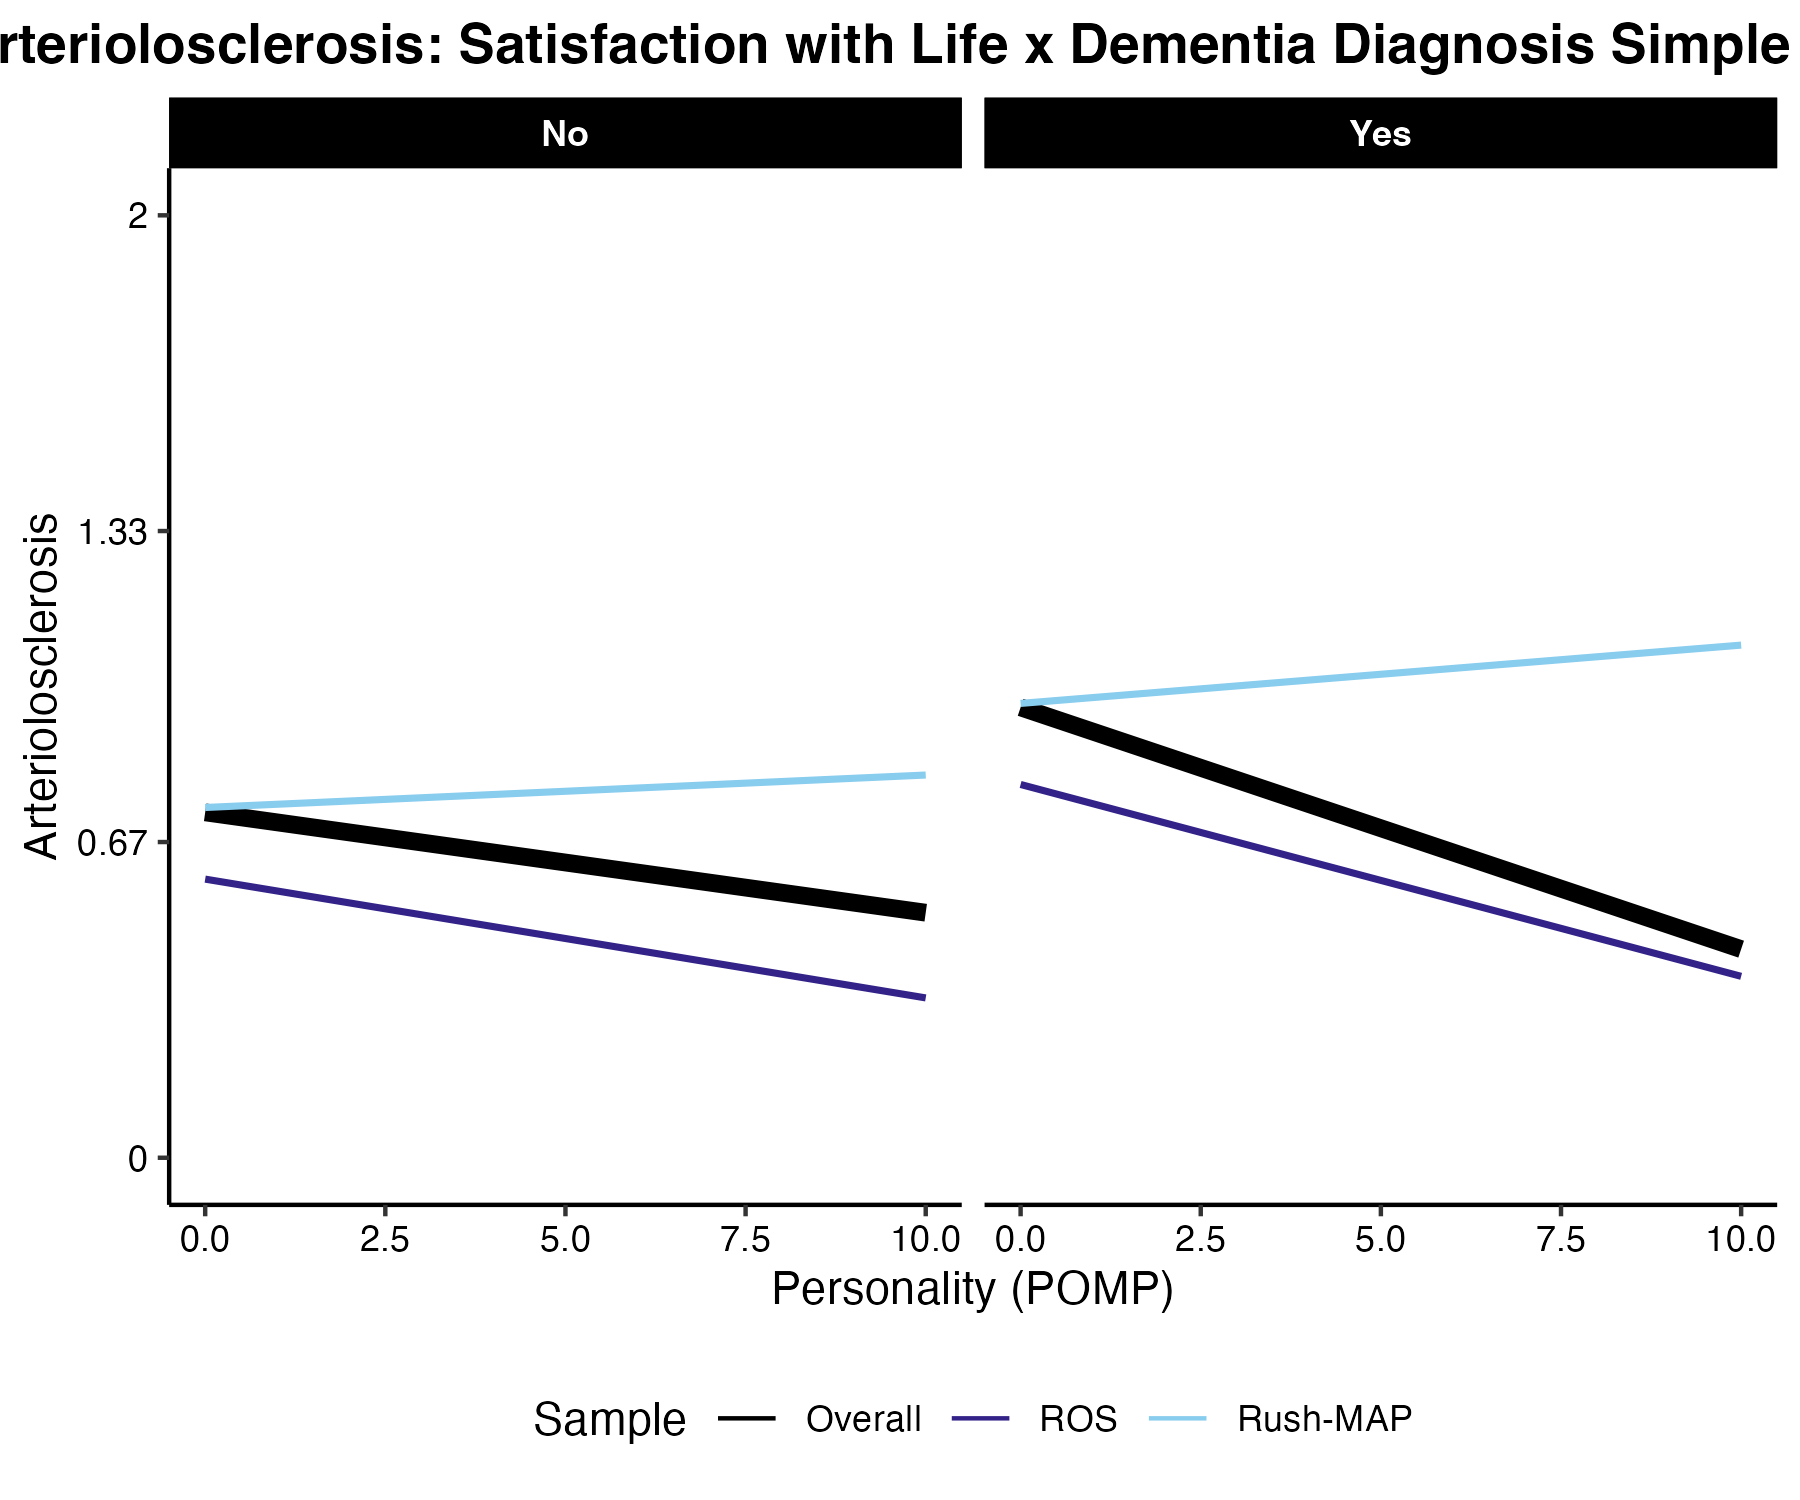 rteriolosclerosis: Satisfaction with Life x Dementia Diagnosis Simple
No
Yes
Arteriolosclerosis
2
1.33
0.67
0
0.0 2.5 5.0 7.5 10.0
0.0 2.5 5.0 7.5 10.0
Personality (POMP)
Sample Overall ROS Rush-MAP